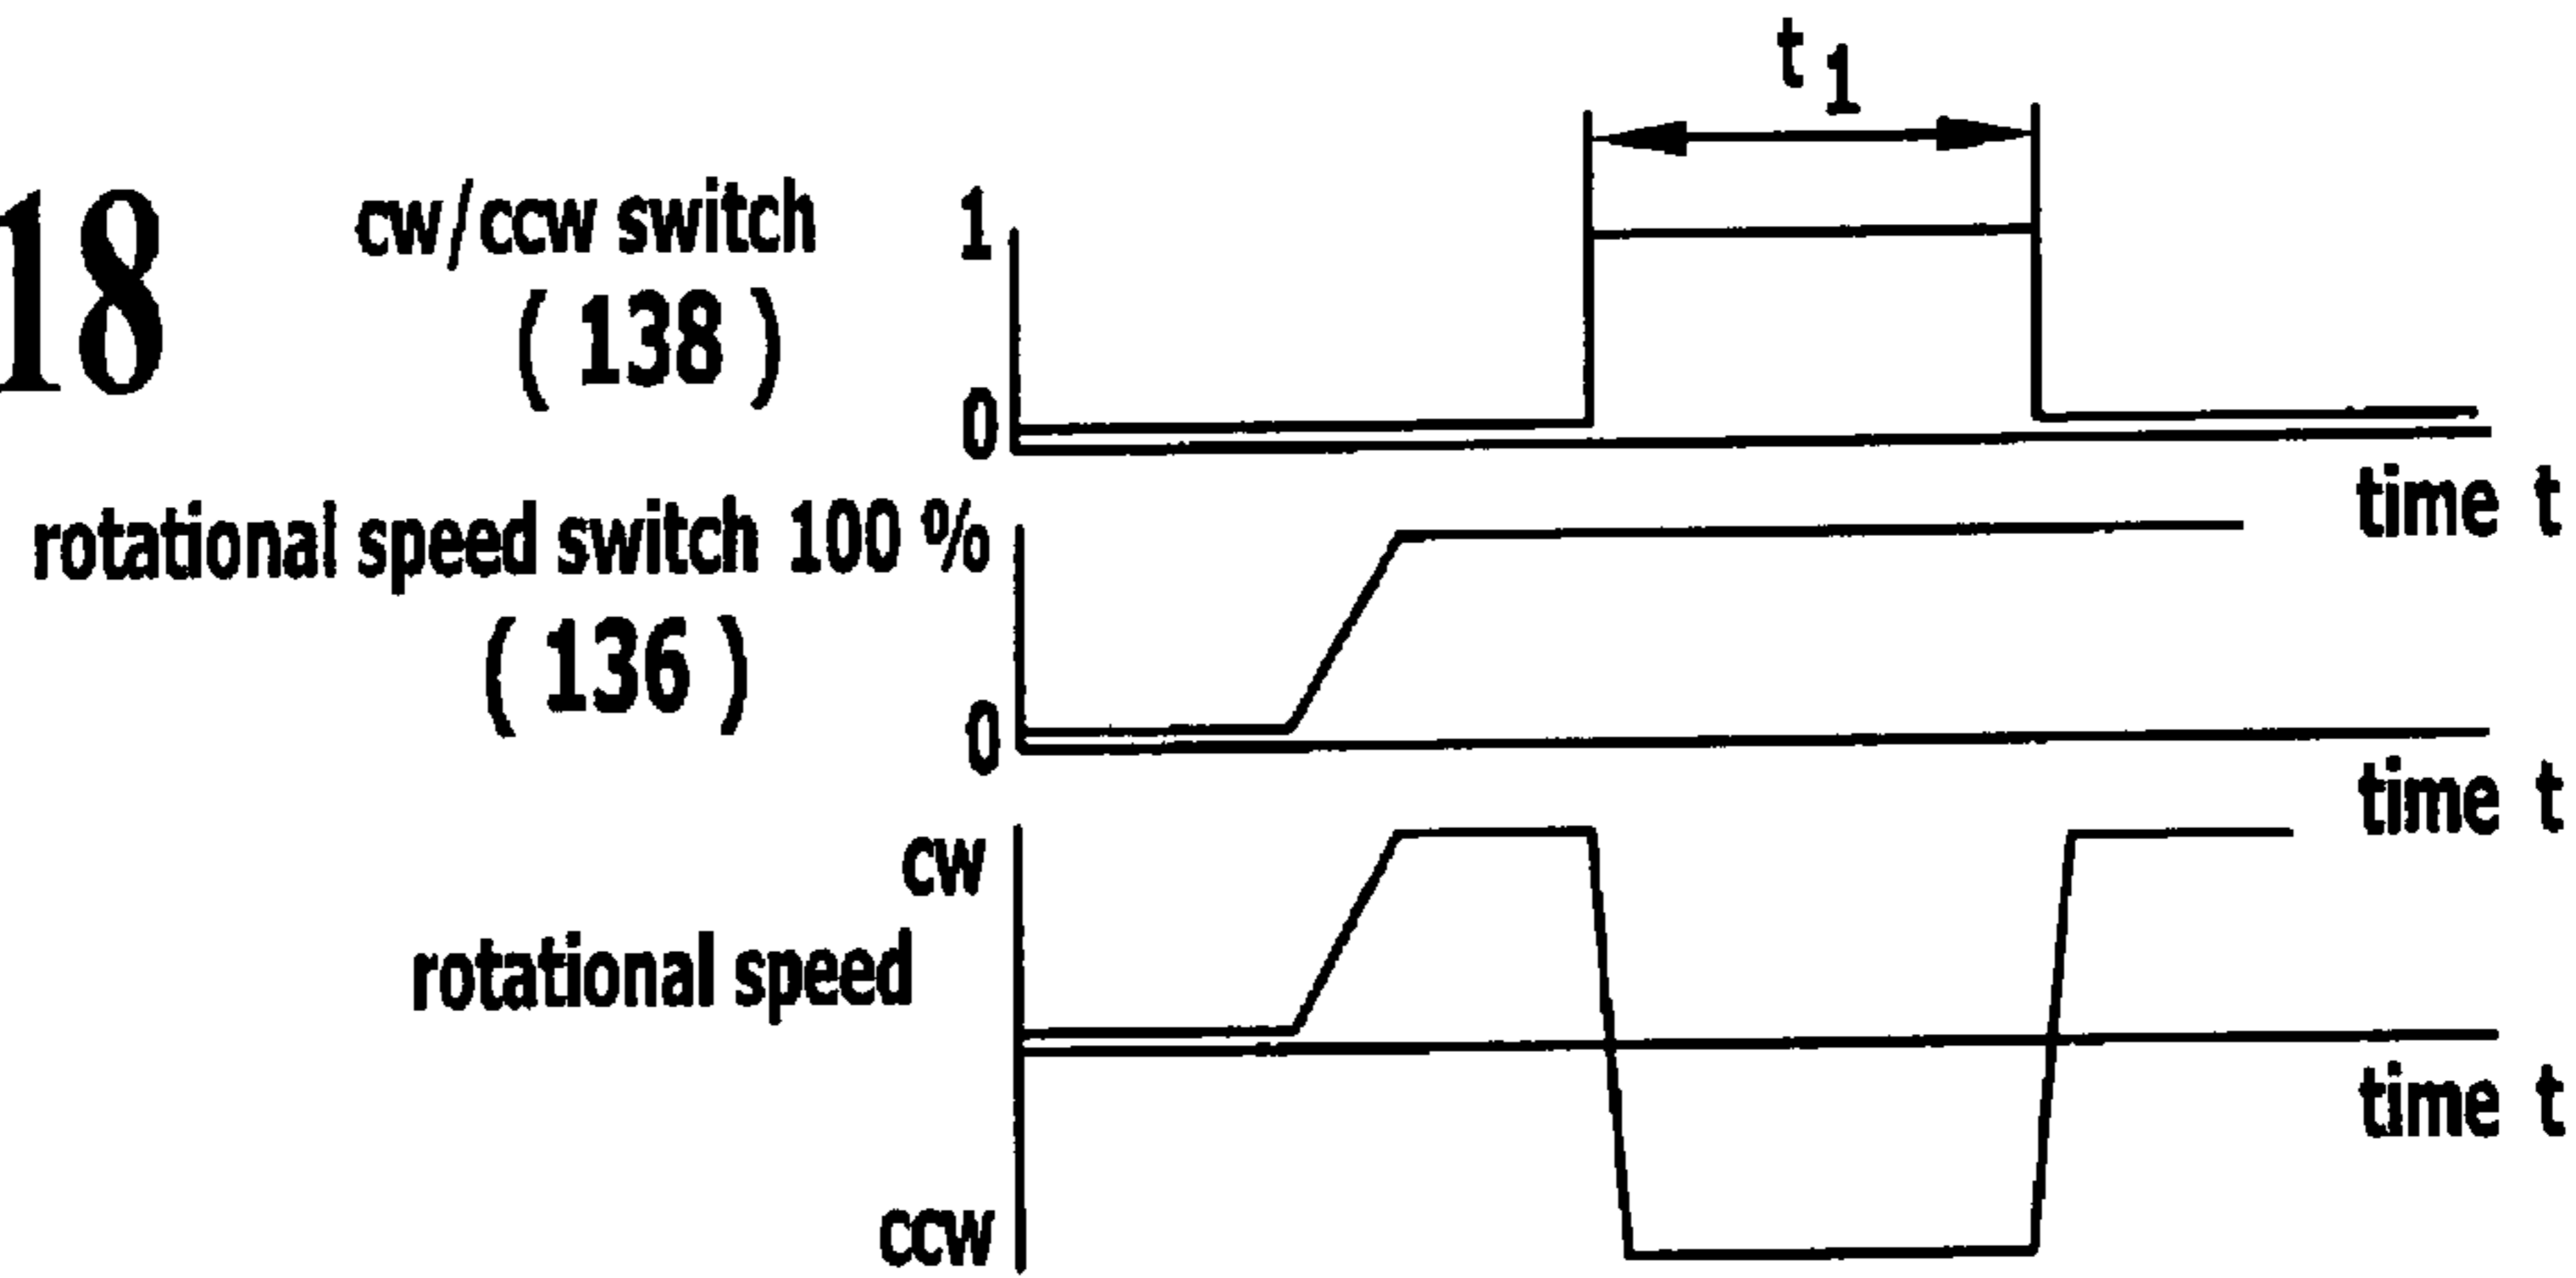 18
t1
cw/ccw switch 1
( 138 )
0
time t
rotational speed switch 100 %
( 136 )
0
time t
cw
rotational speed
time t
ccw